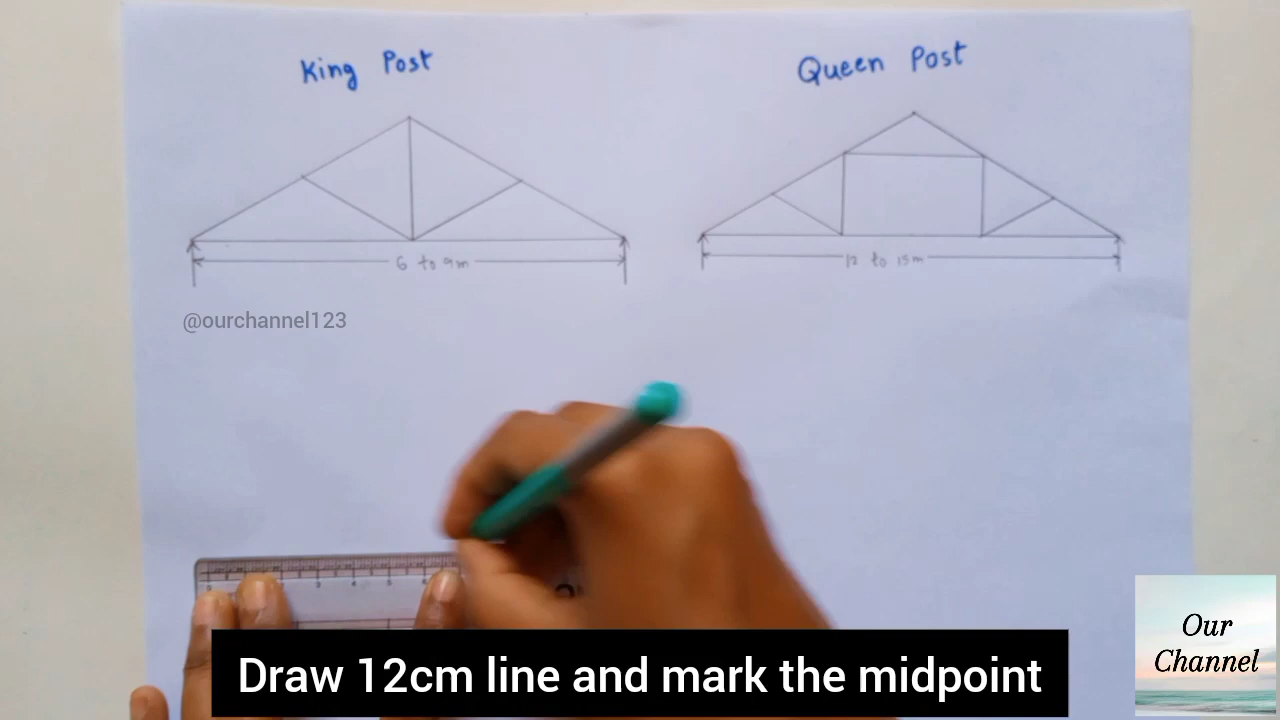 King Post
Queen Post
6 to 9m
12 to 15m
@ourchannel123
Draw 12cm line and mark the midpoint
Our
Channel